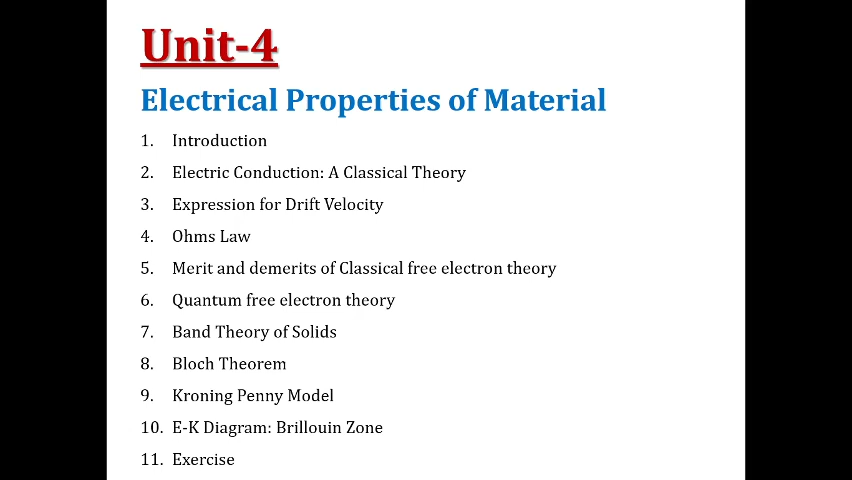 Unit-4
Electrical Properties of Material
1. Introduction
2. Electric Conduction: A Classical Theory
3. Expression for Drift Velocity
4. Ohms Law
5. Merit and demerits of Classical free electron theory
6. Quantum free electron theory
7. Band Theory of Solids
8. Bloch Theorem
9. Kroning Penny Model
10. E-K Diagram: Brillouin Zone
11. Exercise